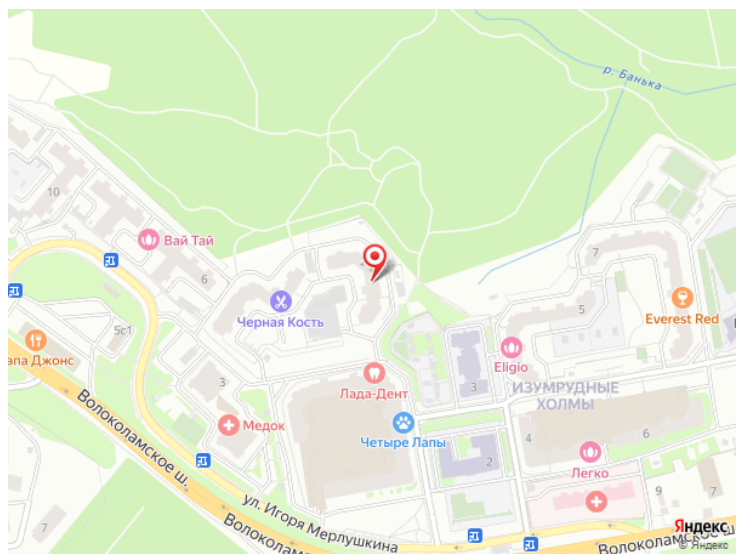 р. Банька
10
Вай Тай
6
7
Черная Кость
5
Everest Red
5с1
апа Джонс
Eligio
3
Лада-Дент
3
ИЗУМРУДНЫЕ
ХОЛМЫ
Медок
Четыре Лапы
4
6
Волоколамское ш.
2
Легко
ул. Игоря Мерлушкина
9
7
7
Волоколамское
Волоколамское ш
Яндекс
© Яндекс